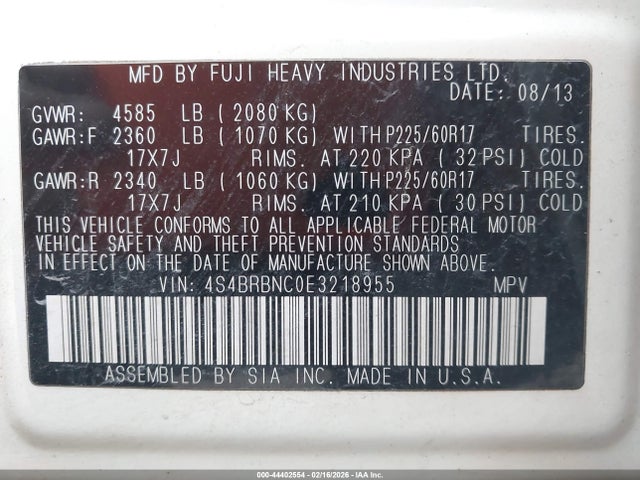 MFD BY FUJI HEAVY INDUSTRIES LTD.
DATE: 08/13
GVWR: 4585 LB ( 2080 KG)
GAWR:F 2360 LB ( 1070 KG) WITH P225/60R17 TIRES.
17X7J RIMS. AT 220 KPA ( 32 PSI) COLD
GAWR:R 2340 LB ( 1060 KG) WITH P225/60R17 TIRES.
17X7J RIMS. AT 210 KPA ( 30 PSI) COLD
THIS VEHICLE CONFORMS TO ALL APPLICABLE FEDERAL MOTOR
VEHICLE SAFETY AND THEFT PREVENTION STANDARDS
IN EFFECT ON THE DATE OF MANUFACTURE SHOWN ABOVE.
VIN: 4S4BRBNC0E3218955 MPV
ASSEMBLED BY SIA INC. MADE IN U.S.A.
000-44402554 - 02/16/2026 - IAA Inc.